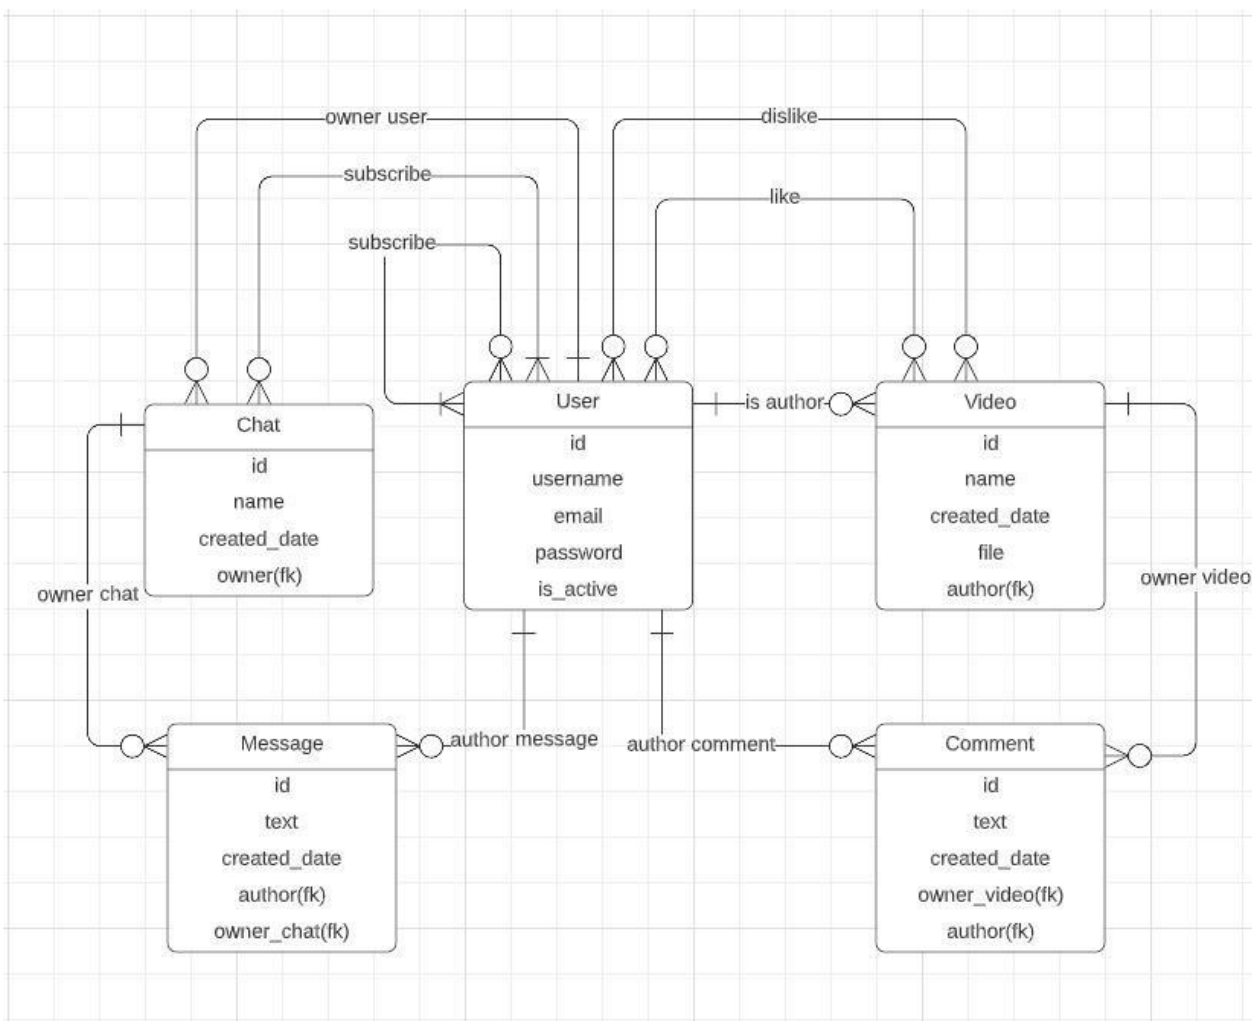 owner user
dislike
subscribe
like
subscribe
User
is author
Video
Chat
id
name
created_date
owner(fk)
id
username
email
password
is_active
id
name
created_date
file
author(fk)
owner chat
owner video
author message
author comment
Message
id
text
created_date
author(fk)
owner_chat(fk)
Comment
id
text
created_date
owner_video(fk)
author(fk)